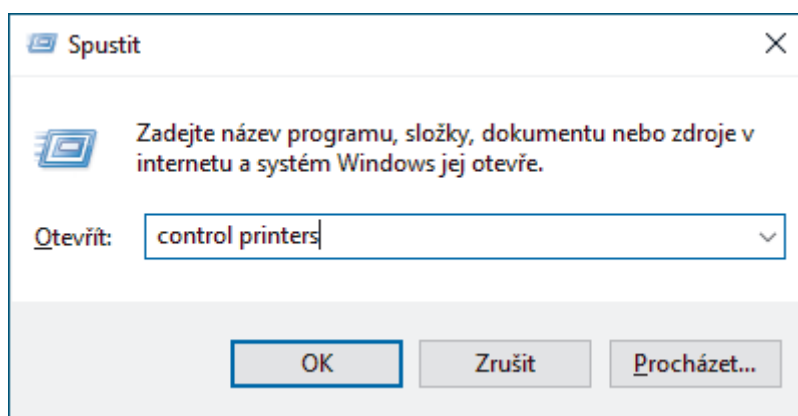 Spustit
Zadejte název programu, složky, dokumentu nebo zdroje v
internetu a systém Windows jej otevře.
Otevřít: control printers
OK Zrušit Procházet...